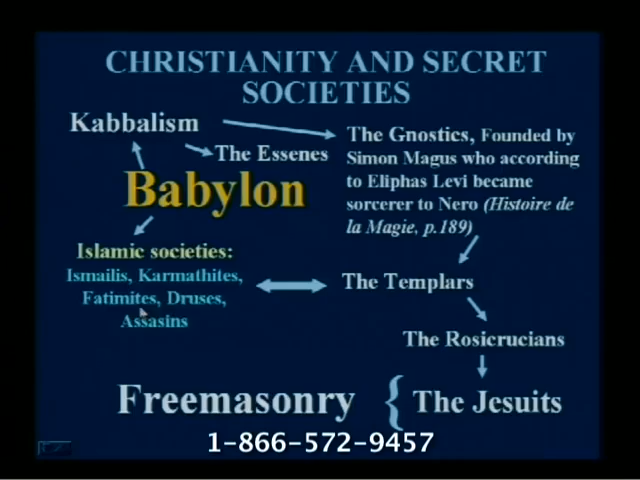 CHRISTIANITY AND SECRET
SOCIETIES
Kabbalism
The Gnostics, Founded by
Simon Magus who according
to Eliphas Levi became
sorcerer to Nero (Histoire de
la Magie, p.189)
The Essenes
Babylon
Islamic societies:
Ismailis, Karmathites,
Fatimites, Druses,
Assasins
The Templars
The Rosicrucians
Freemasonry { The Jesuits
1-866-572-9457